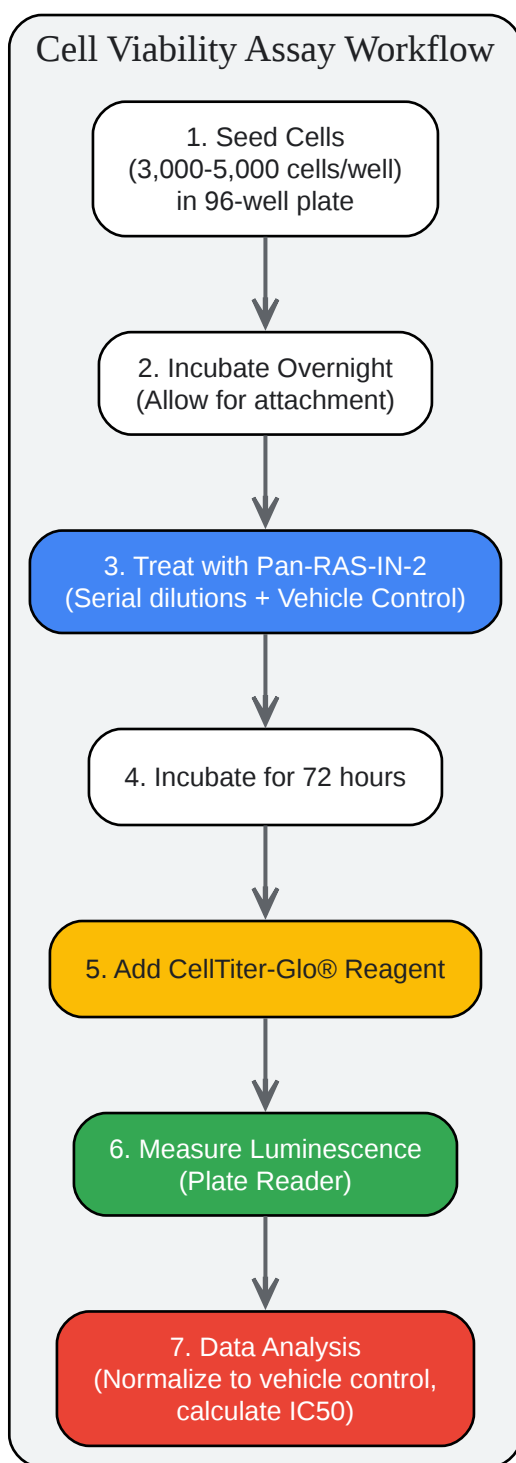 Cell Viability Assay Workflow
1. Seed Cells
(3,000-5,000 cells/well)
in 96-well plate
2. Incubate Overnight
(Allow for attachment)
3. Treat with Pan-RAS-IN-2
(Serial dilutions + Vehicle Control)
4. Incubate for 72 hours
5. Add CellTiter-Glo® Reagent
6. Measure Luminescence
(Plate Reader)
7. Data Analysis
(Normalize to vehicle control,
calculate IC50)